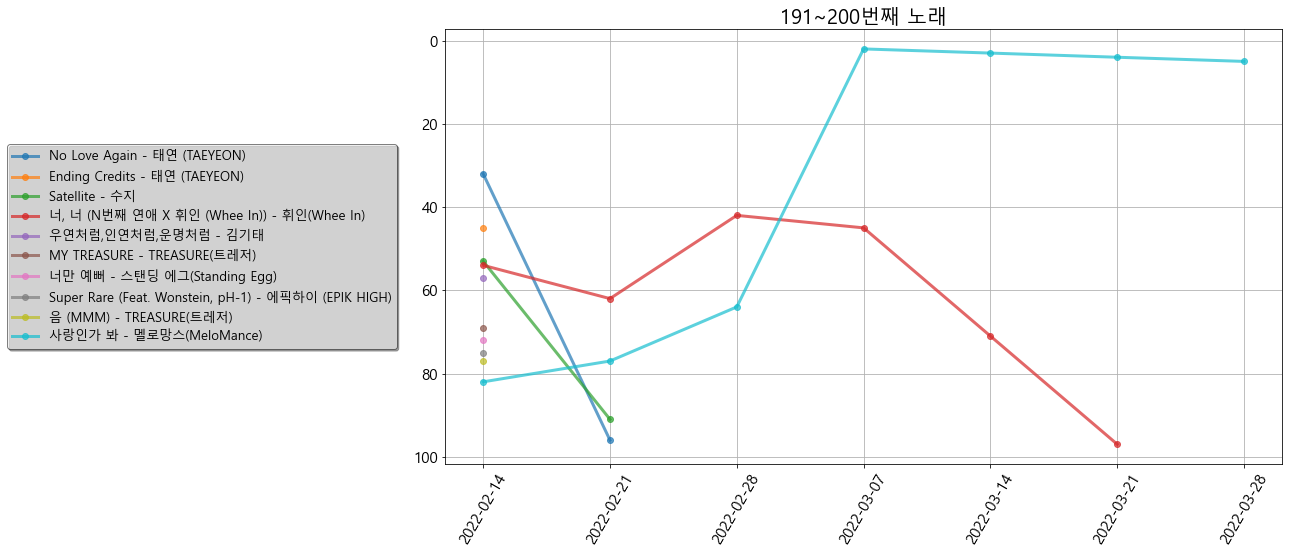 191~200번째 노래
No Love Again - 태연 (TAEYEON)
Ending Credits - 태연 (TAEYEON)
Satellite - 수지
너, 너 (N번째 연애 X 휘인 (Whee In)) - 휘인(Whee In)
우연처럼,인연처럼,운명처럼 - 김기태
MY TREASURE - TREASURE(트레저)
너만 예뻐 - 스탠딩 에그(Standing Egg)
Super Rare (Feat. Wonstein, pH-1) - 에픽하이 (EPIK HIGH)
음 (MMM) - TREASURE(트레저)
사랑인가 봐 - 멜로망스(MeloMance)
0
20
40
60
80
100
2022-02-14
2022-02-21
2022-02-28
2022-03-07
2022-03-14
2022-03-21
2022-03-28